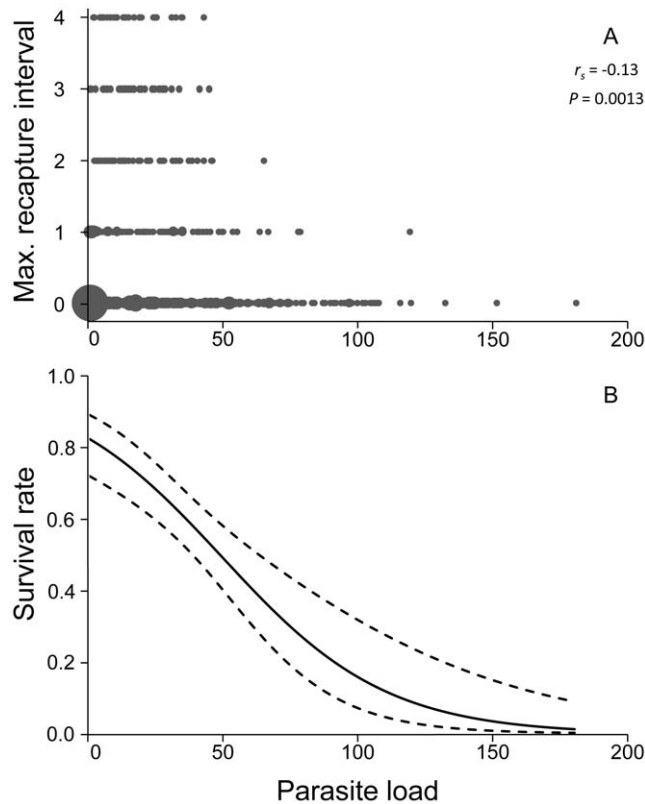 Max. recapture interval
4
3
2
1
0
A
rs = -0.13
P = 0.0013
0 50 100 150 200
Survival rate
1.0
0.8
0.6
0.4
0.2
0.0
B
0 50 100 150 200
Parasite load